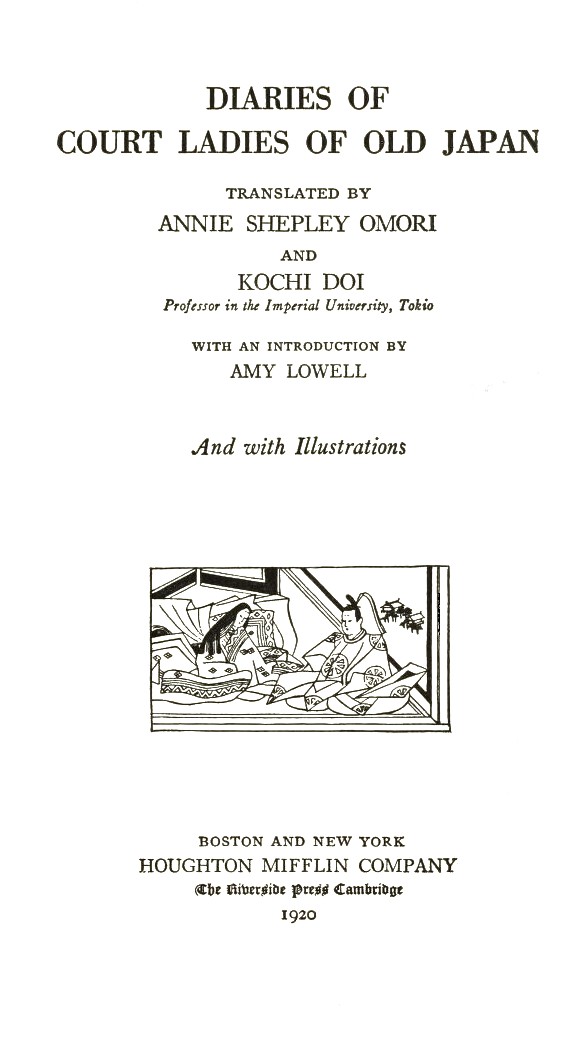 DIARIES OF
COURT LADIES OF OLD JAPAN
TRANSLATED BY
ANNIE SHEPLEY OMORI
AND
KOCHI DOI
Professor in the Imperial University, Tokio
WITH AN INTRODUCTION BY
AMY LOWELL
And with Illustrations
BOSTON AND NEW YORK
HOUGHTON MIFFLIN COMPANY
The Riverside Press Cambridge
1920